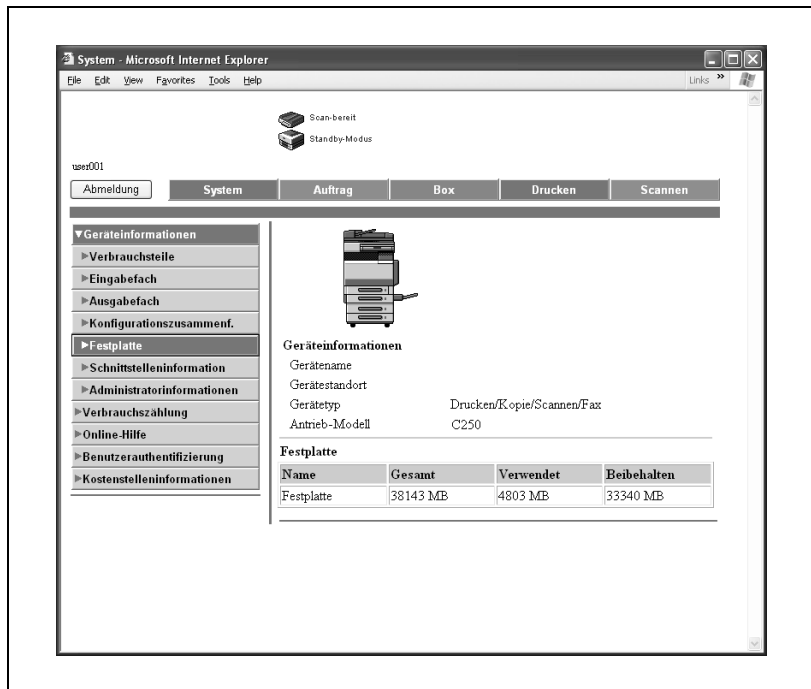 System - Microsoft Internet Explorer
File Edit View Favorites Tools Help
Links »
Scan-bereit
Standby-Modus
user001
Abmeldung System Auftrag Box Drucken Scannen
▼Geräteinformationen
▶Verbrauchsteile
▶Eingabefach
▶Ausgabefach
▶Konfigurationszusammenf.
▶Festplatte
▶Schnittstelleninformation
▶Administratorinformationen
▶Verbrauchszählung
▶Online-Hilfe
▶Benutzerauthentifizierung
▶Kostenstelleninformationen
Geräteinformationen
Gerätename
Gerätestandort
Gerätetyp Drucken/Kopie/Scannen/Fax
Antrieb-Modell C250
Festplatte
Name Gesamt Verwendet Beibehalten
Festplatte 38143 MB 4803 MB 33340 MB